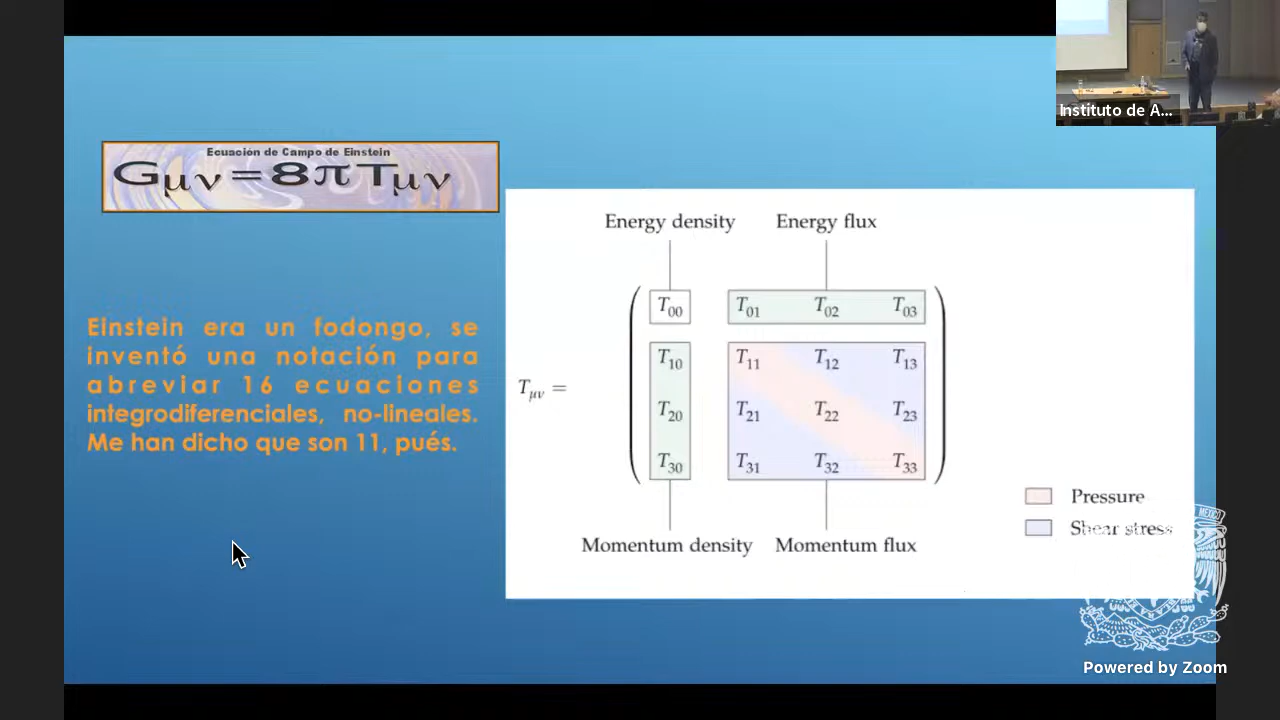 Instituto de A...
Ecuación de Campo de Einstein
Gμν=8πTμν
Einstein era un fodongo, se
inventó una notación para
abreviar 16 ecuaciones
integrodiferenciales, no-lineales.
Me han dicho que son 11, pués.
Energy density Energy flux
T00 T01 T02 T03
T10 T11 T12 T13
Tμν =
T20 T21 T22 T23
T30 T31 T32 T33
Momentum density Momentum flux
Pressure
Shear stress
MEXICO
Powered by Zoom